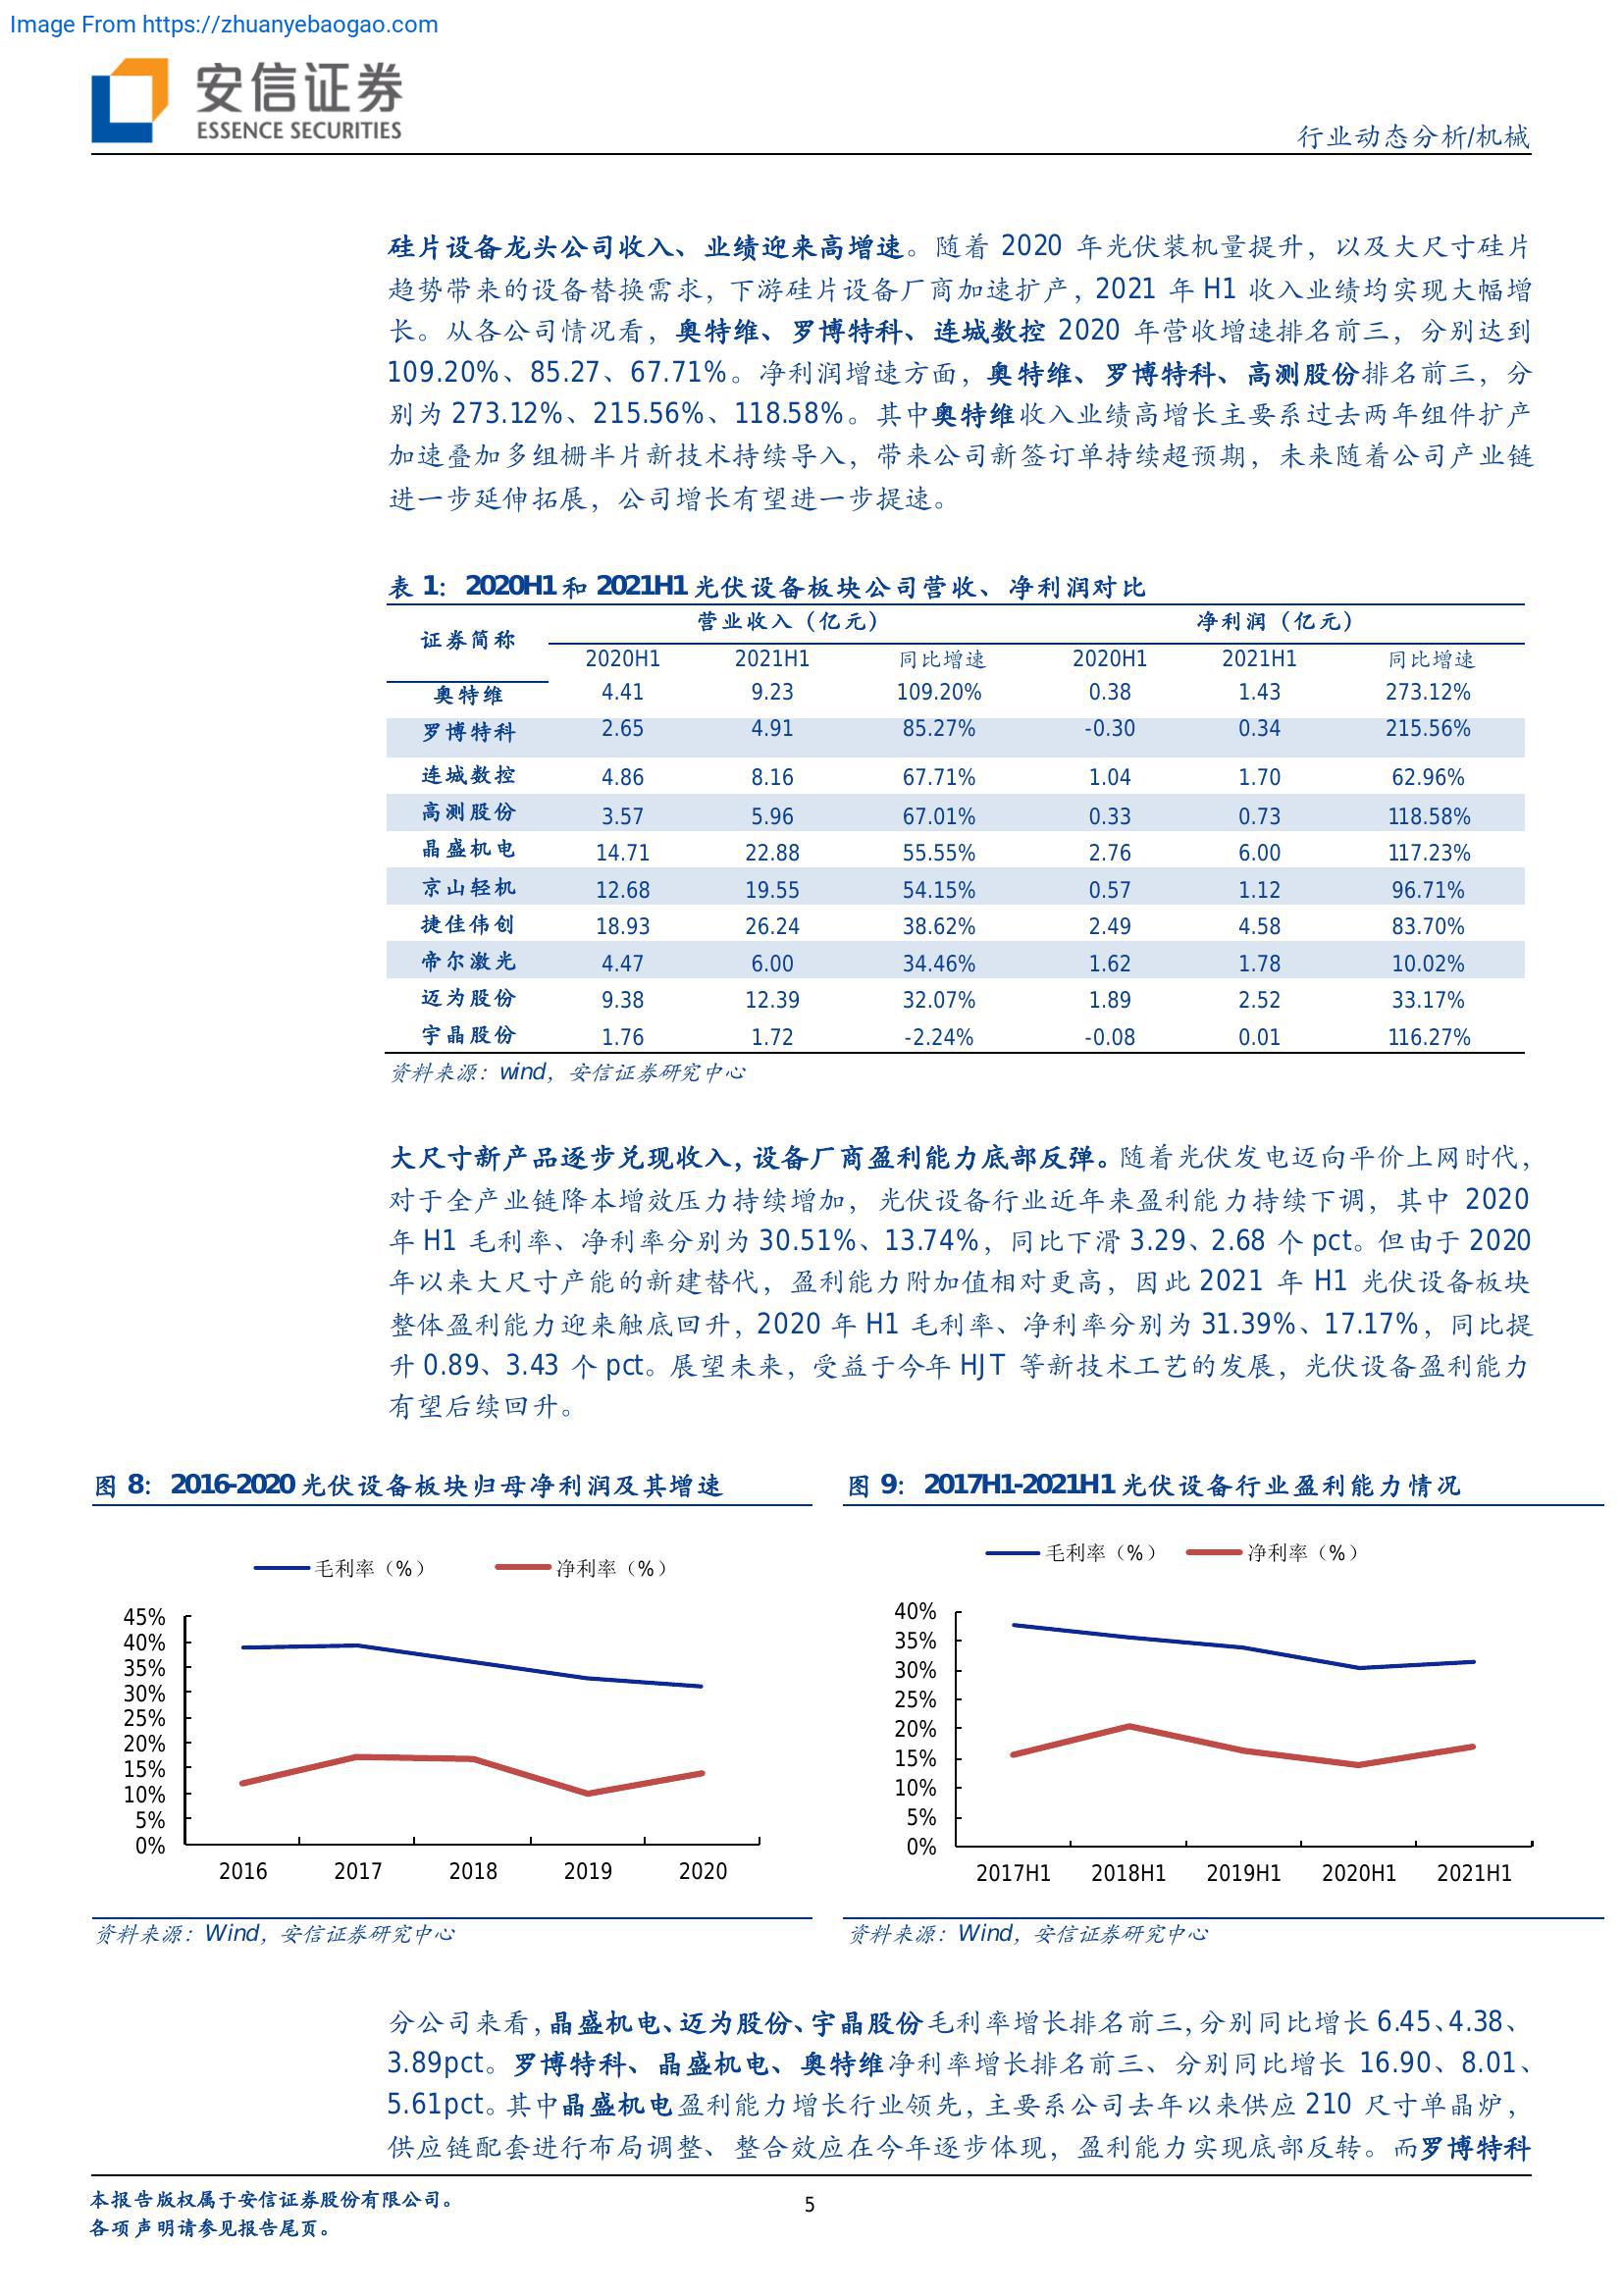 Image From https://zhuanyebaogao.com
安信证券
ESSENCE SECURITIES
行业动态分析/机械
硅片设备龙头公司收入、业绩迎来高增速。随着 2020 年光伏装机量提升，以及大尺寸硅片
趋势带来的设备替换需求，下游硅片设备厂商加速扩产，2021 年 H1 收入业绩均实现大幅增
长。从各公司情况看，奥特维、罗博特科、连城数控 2020 年营收增速排名前三，分别达到
109.20%、85.27、67.71%。净利润增速方面，奥特维、罗博特科、高测股份排名前三，分
别为 273.12%、215.56%、118.58%。其中奥特维收入业绩高增长主要系过去两年组件扩产
加速叠加多组栅半片新技术持续导入，带来公司新签订单持续超预期，未来随着公司产业链
进一步延伸拓展，公司增长有望进一步提速。
表 1：2020H1 和 2021H1 光伏设备板块公司营收、净利润对比
证券简称 营业收入（亿元） 净利润（亿元）
2020H1 2021H1 同比增速 2020H1 2021H1 同比增速
奥特维 4.41 9.23 109.20% 0.38 1.43 273.12%
罗博特科 2.65 4.91 85.27% -0.30 0.34 215.56%
连城数控 4.86 8.16 67.71% 1.04 1.70 62.96%
高测股份 3.57 5.96 67.01% 0.33 0.73 118.58%
晶盛机电 14.71 22.88 55.55% 2.76 6.00 117.23%
京山轻机 12.68 19.55 54.15% 0.57 1.12 96.71%
捷佳伟创 18.93 26.24 38.62% 2.49 4.58 83.70%
帝尔激光 4.47 6.00 34.46% 1.62 1.78 10.02%
迈为股份 9.38 12.39 32.07% 1.89 2.52 33.17%
宇晶股份 1.76 1.72 -2.24% -0.08 0.01 116.27%
资料来源：wind，安信证券研究中心
大尺寸新产品逐步兑现收入，设备厂商盈利能力底部反弹。随着光伏发电迈向平价上网时代，
对于全产业链降本增效压力持续增加，光伏设备行业近年来盈利能力持续下调，其中 2020
年 H1 毛利率、净利率分别为 30.51%、13.74%，同比下滑 3.29、2.68 个 pct。但由于 2020
年以来大尺寸产能的新建替代，盈利能力附加值相对更高，因此 2021 年 H1 光伏设备板块
整体盈利能力迎来触底回升，2020 年 H1 毛利率、净利率分别为 31.39%、17.17%，同比提
升 0.89、3.43 个 pct。展望未来，受益于今年 HJT 等新技术工艺的发展，光伏设备盈利能力
有望后续回升。
图 8：2016-2020 光伏设备板块归母净利润及其增速
毛利率（%） 净利率（%）
45%
40%
35%
30%
25%
20%
15%
10%
5%
0%
2016 2017 2018 2019 2020
资料来源：Wind，安信证券研究中心
图 9：2017H1-2021H1 光伏设备行业盈利能力情况
毛利率（%） 净利率（%）
40%
35%
30%
25%
20%
15%
10%
5%
0%
2017H1 2018H1 2019H1 2020H1 2021H1
资料来源：Wind，安信证券研究中心
分公司来看，晶盛机电、迈为股份、宇晶股份毛利率增长排名前三，分别同比增长 6.45、4.38、
3.89pct。罗博特科、晶盛机电、奥特维净利率增长排名前三、分别同比增长 16.90、8.01、
5.61pct。其中晶盛机电盈利能力增长行业领先，主要系公司去年以来供应 210 尺寸单晶炉，
供应链配套进行布局调整、整合效应在今年逐步体现，盈利能力实现底部反转。而罗博特科
本报告版权属于安信证券股份有限公司。
各项声明请参见报告尾页。
5